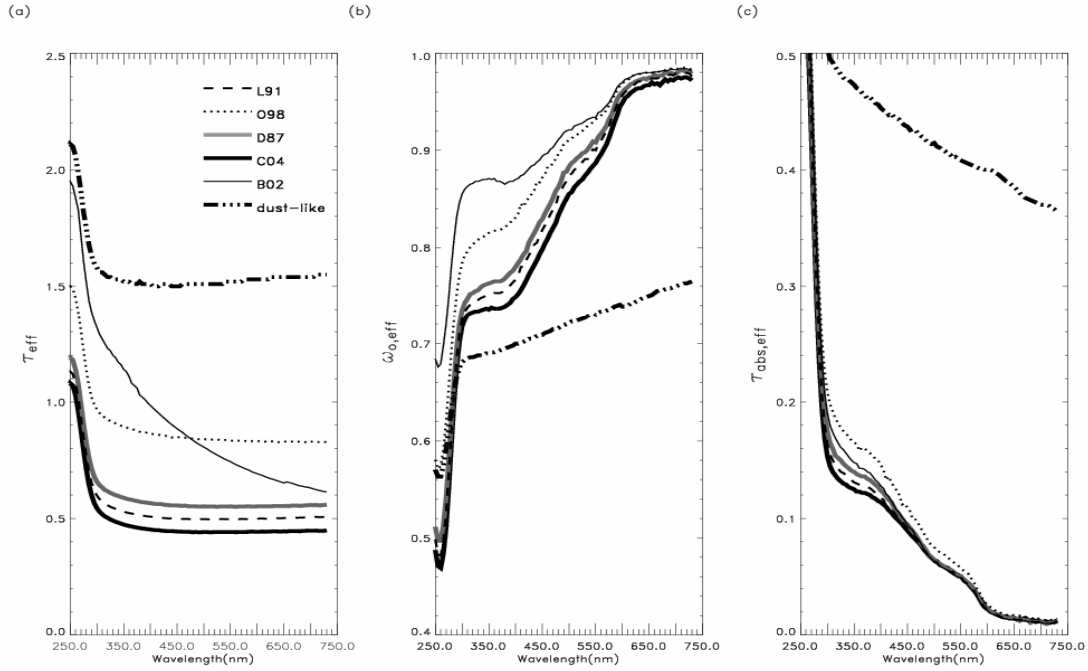 (a)
2.5
2.0
1.5
1.0
0.5
0.0
τeff
L91
O98
D87
C04
B02
dust-like
250.0 350.0 450.0 550.0 650.0 750.0
Wavelength(nm)
(b)
1.0
0.9
0.8
0.7
0.6
0.5
0.4
ωo,eff
250.0 350.0 450.0 550.0 650.0 750.0
Wavelength(nm)
(c)
0.5
0.4
0.3
0.2
0.1
0.0
τabs,eff
250.0 350.0 450.0 550.0 650.0 750.0
Wavelength(nm)